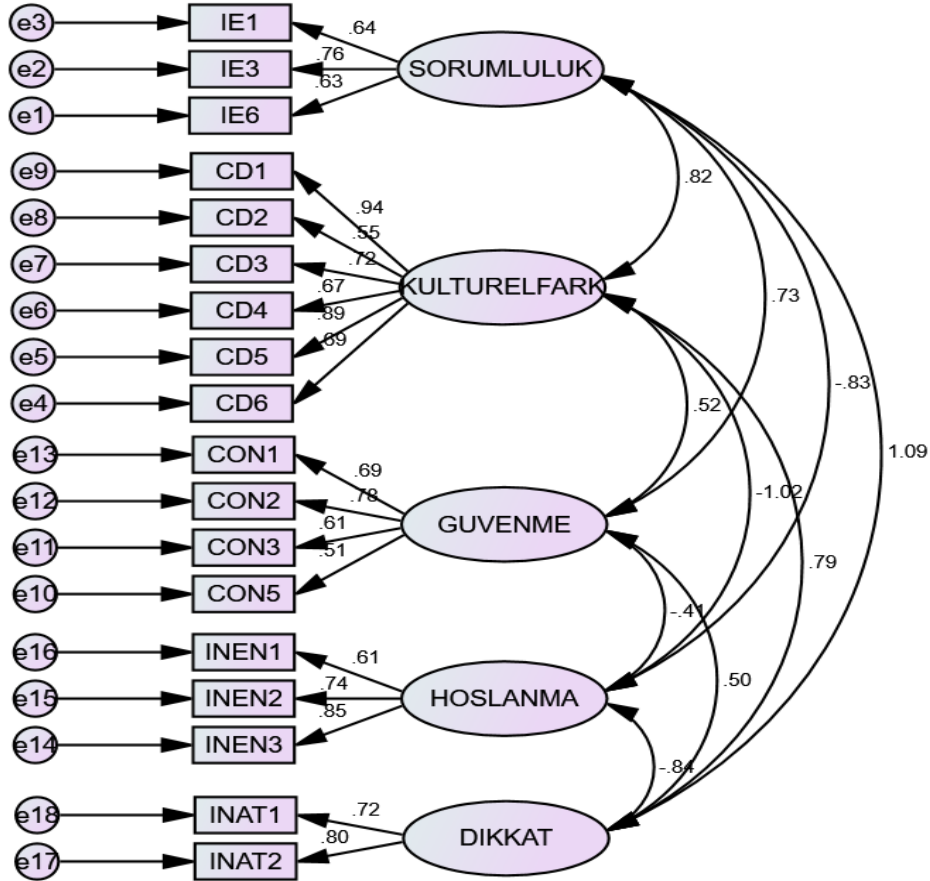 e3 IE1 .64
e2 IE3 .76 SORUMLULUK
e1 IE6 .63
e9 CD1 .82
e8 CD2 .94
e7 CD3 .55
.72
e6 CD4 .67 KULTURELFARK .73
e5 CD5 .89
.69
e4 CD6 .52 -.83
e13 CON1 .69 1.09
e12 CON2 .78 GUVENME -1.02
e11 CON3 .61
.51 .79
e10 CON5 -.41
e16 INEN1 .61
e15 INEN2 .74 HOSLANMA .50
e14 INEN3 .85
-.84
e18 INAT1 .72
DIKKAT
e17 INAT2 .80